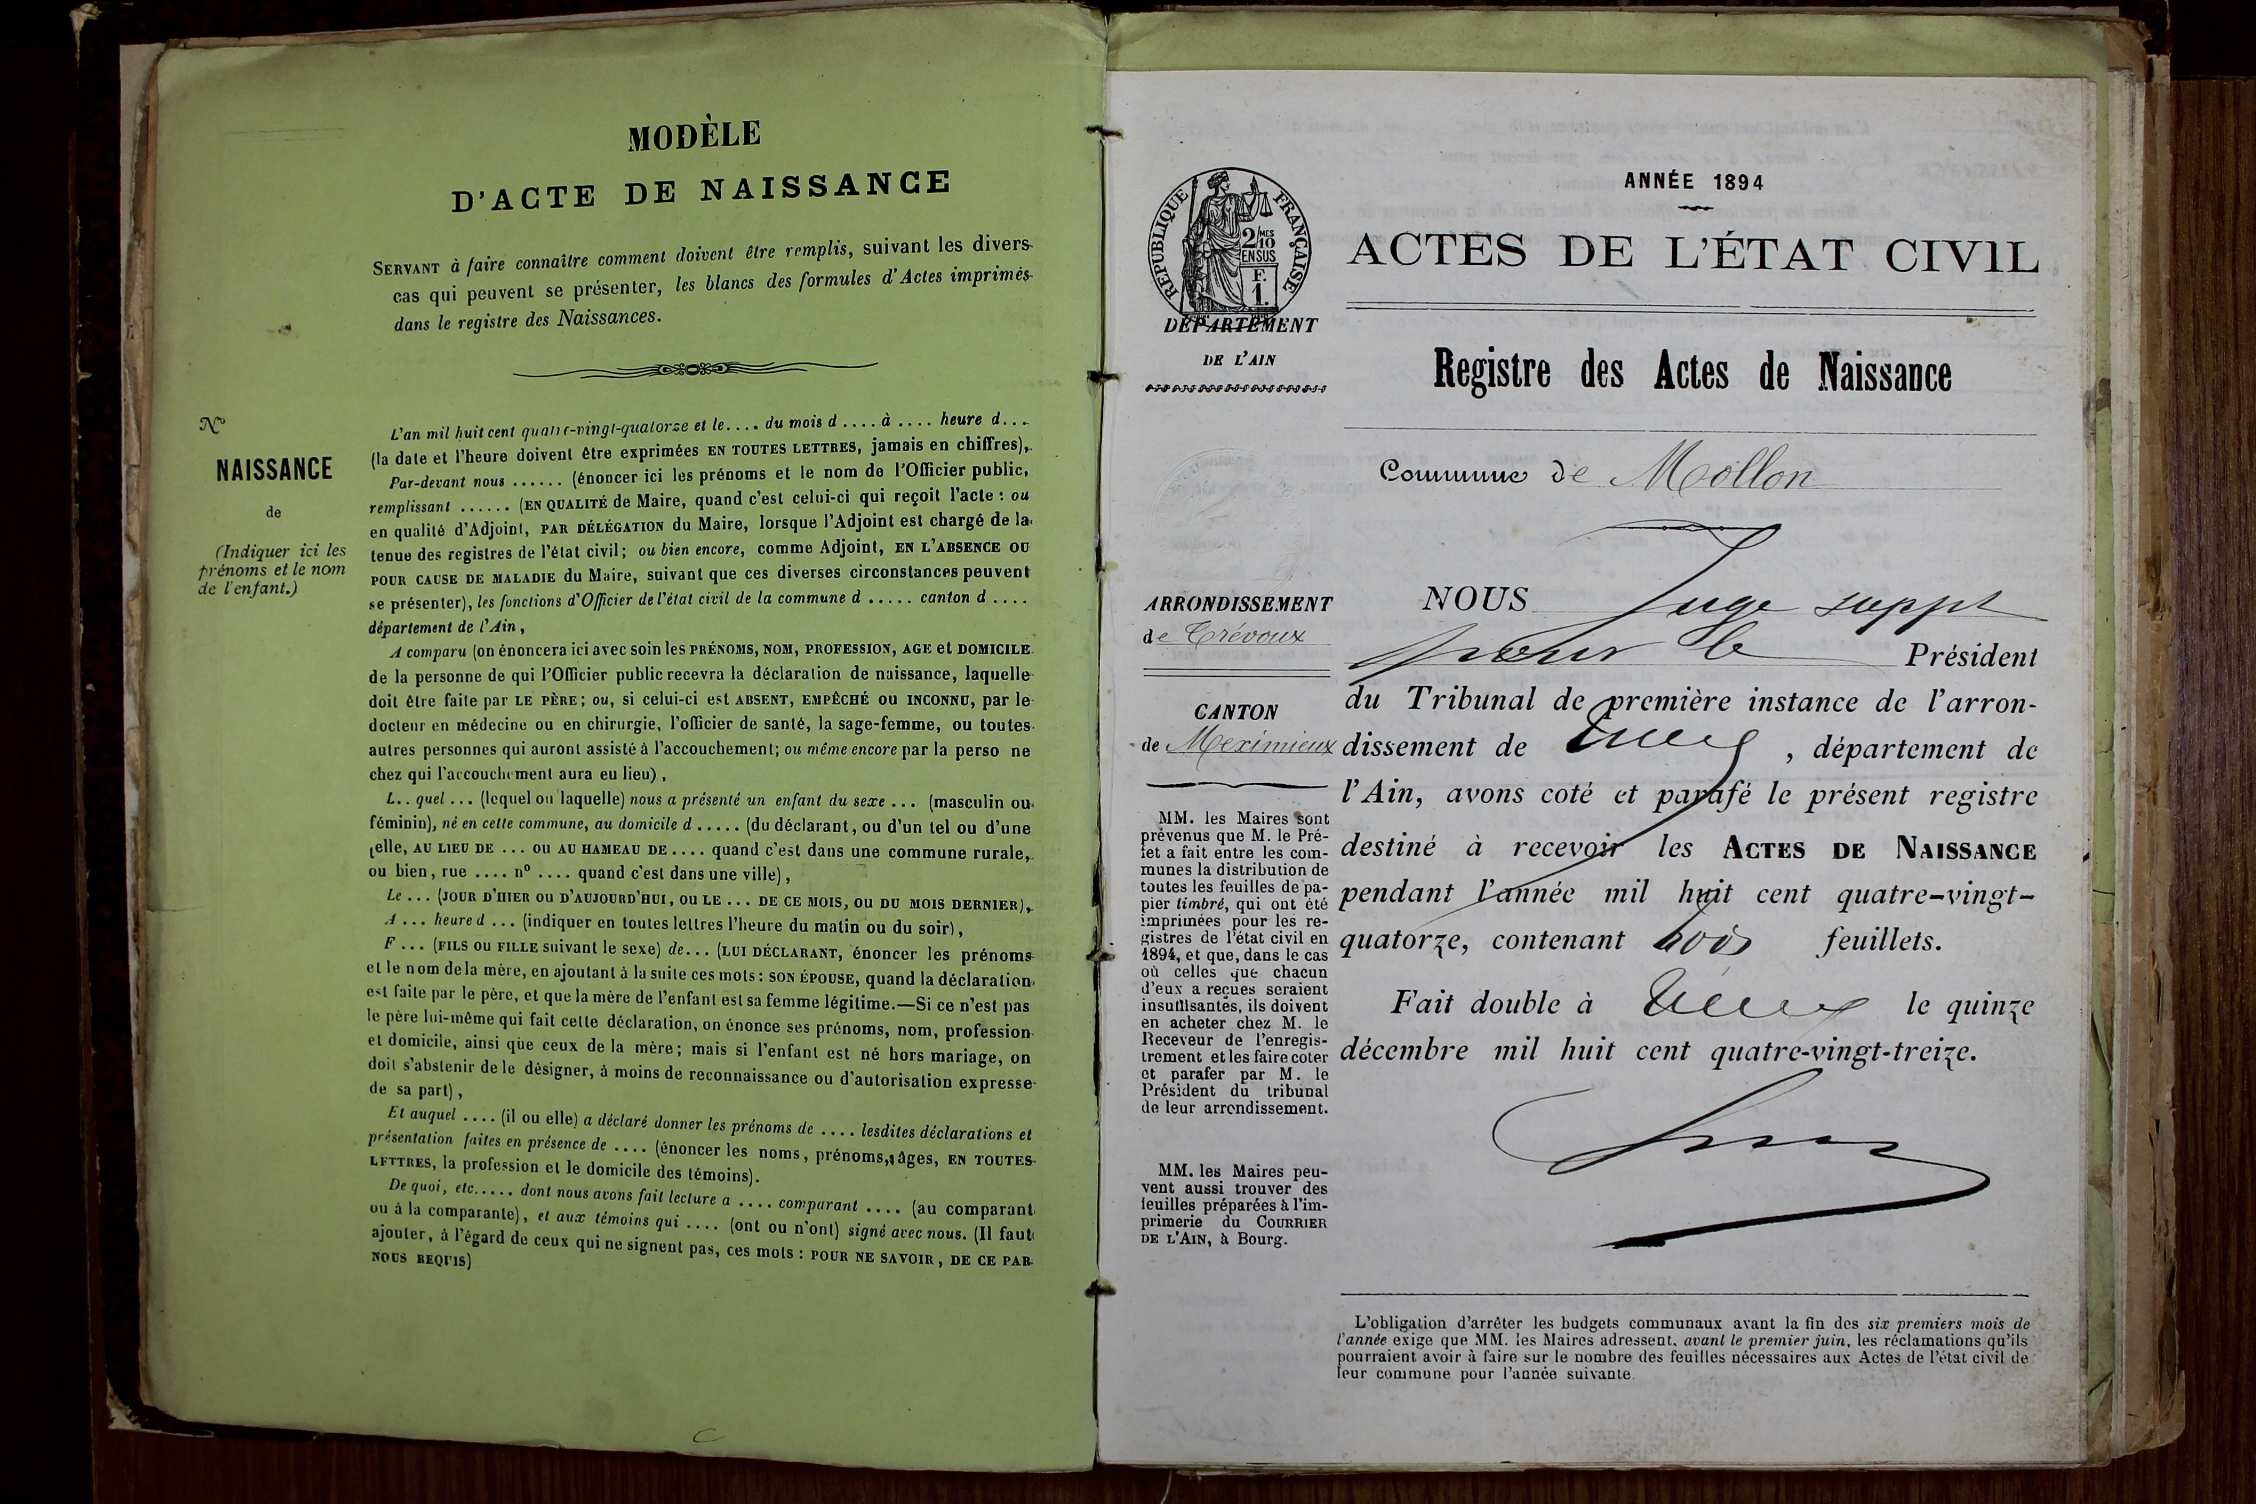 MODÈLE
D'ACTE DE NAISSANCE
SERVANT à faire connaître comment doivent être remplis, suivant les divers
cas qui peuvent se présenter, les blancs des formules d'Actes imprimés
dans le registre des Naissances.
No
NAISSANCE
de
(Indiquer ici les
prénoms et le nom
de l'enfant.)
L'an mil huit cent quatre-vingt-quatorze et le.... du mois d .... à .... heure d...
(la date et l'heure doivent être exprimées EN TOUTES LETTRES, jamais en chiffres),
Par-devant nous ...... (énoncer ici les prénoms et le nom de l'Officier public,
remplissant ...... (EN QUALITÉ de Maire, quand c'est celui-ci qui reçoit l'acte : ou
en qualité d'Adjoint, PAR DÉLÉGATION du Maire, lorsque l'Adjoint est chargé de la
tenue des registres de l'état civil; ou bien encore, comme Adjoint, EN L'ABSENCE OU
POUR CAUSE DE MALADIE du Maire, suivant que ces diverses circonstances peuvent
se présenter), les fonctions d'Officier de l'état civil de la commune d ..... canton d ....
département de l'Ain,
A comparu (on énoncera ici avec soin les PRÉNOMS, NOM, PROFESSION, AGE et DOMICILE
de la personne de qui l'Officier public recevra la déclaration de naissance, laquelle
doit être faite par LE PÈRE; ou, si celui-ci est ABSENT, EMPÊCHÉ OU INCONNU, par le
docteur en médecine ou en chirurgie, l'officier de santé, la sage-femme, ou toutes
autres personnes qui auront assisté à l'accouchement; ou même encore par la perso ne
chez qui l'accouchement aura eu lieu),
L.. quel ... (lequel ou laquelle) nous a présenté un enfant du sexe ... (masculin ou
féminin), né en cette commune, au domicile d ..... (du déclarant, ou d'un tel ou d'une
telle, AU LIEU DE ... OU AU HAMEAU DE .... quand c'est dans une commune rurale,
ou bien, rue .... no .... quand c'est dans une ville),
Le ... (JOUR D'HIER OU D'AUJOURD'HUI, OU LE ... DE CE MOIS, OU DU MOIS DERNIER),
A ... heure d ... (indiquer en toutes lettres l'heure du matin ou du soir),
F ... (FILS OU FILLE suivant le sexe) de... (LUI DÉCLARANT, énoncer les prénoms
et le nom de la mère, en ajoutant à la suite ces mots : SON ÉPOUSE, quand la déclaration
est faite par le père, et que la mère de l'enfant est sa femme légitime.—Si ce n'est pas
le père lui-même qui fait cette déclaration, on énonce ses prénoms, nom, profession
et domicile, ainsi que ceux de la mère; mais si l'enfant est né hors mariage, on
doit s'abstenir de le désigner, à moins de reconnaissance ou d'autorisation expresse
de sa part),
Et auquel .... (il ou elle) a déclaré donner les prénoms de .... lesdites déclarations et
présentation faites en présence de .... (énoncer les noms, prénoms, âges, EN TOUTES
LETTRES, la profession et le domicile des témoins).
De quoi, etc..... dont nous avons fait lecture a .... comparant .... (au comparant
ou à la comparante), et aux témoins qui .... (ont ou n'ont) signé avec nous. (Il faut
ajouter, à l'égard de ceux qui ne signent pas, ces mots : POUR NE SAVOIR, DE CE PAR
NOUS REQUIS)
RÉPUBLIQUE FRANÇAISE
2/10 MES
EN SUS
F.
1.
DÉPARTEMENT
DE L'AIN
ANNÉE 1894
ACTES DE L'ÉTAT CIVIL
Registre des Actes de Naissance
Commune de Mollon
ARRONDISSEMENT
de Trévoux
CANTON
de Meximieux
MM. les Maires sont
prévenus que M. le Pré-
fet a fait entre les com-
munes la distribution de
toutes les feuilles de pa-
pier timbré, qui ont été
imprimées pour les re-
gistres de l'état civil en
1894, et que, dans le cas
où celles que chacun
d'eux a reçues seraient
insuffisantes, ils doivent
en acheter chez M. le
Receveur de l'enregis-
trement et les faire coter
et parafer par M. le
Président du tribunal
de leur arrondissement.
MM. les Maires peu-
vent aussi trouver des
feuilles préparées à l'im-
primerie du COURRIER
DE L'AIN, à Bourg.
NOUS Juge suppt
pour le Président
du Tribunal de première instance de l'arron-
dissement de , département de
l'Ain, avons coté et parafé le présent registre
destiné à recevoir les ACTES DE NAISSANCE
pendant l'année mil huit cent quatre-vingt-
quatorze, contenant trois feuillets.
Fait double à le quinze
décembre mil huit cent quatre-vingt-treize.
L'obligation d'arrêter les budgets communaux avant la fin des six premiers mois de
l'année exige que MM. les Maires adressent, avant le premier juin, les réclamations qu'ils
pourraient avoir à faire sur le nombre des feuilles nécessaires aux Actes de l'état civil de
leur commune pour l'année suivante.